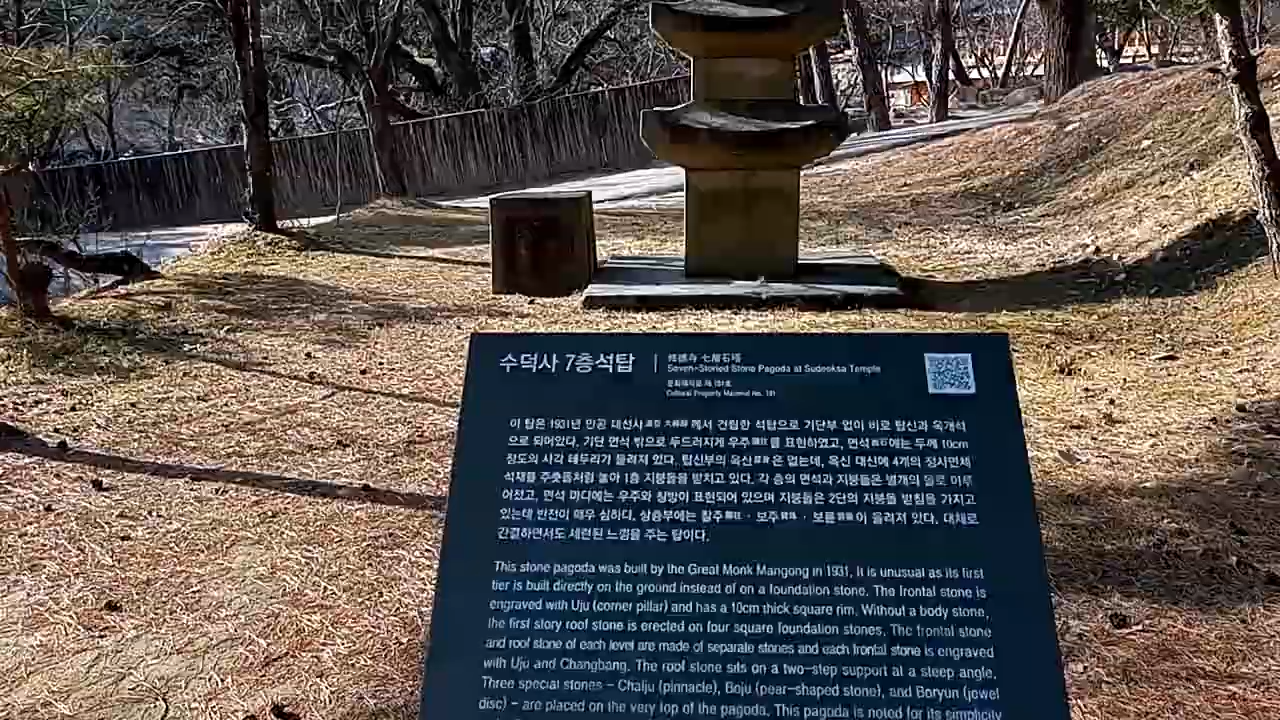 수덕사 7층석탑
修德寺 七層石塔
Seven-Storied Stone Pagoda at Sudeoksa Temple
문화재자료 제 181호
Cultural Property Material No. 181
이 탑은 1931년 만공 대선사 께서 건립한 석탑으로 기단부 없이 바로 탑신과 옥개석
으로 되어있다. 기단 면석 밖으로 두드러지게 우주 를 표현하였고, 면석 에는 두께 10cm
정도의 사각 테두리가 둘려져 있다. 탑신부의 옥신 은 없는데, 옥신 대신에 4개의 정사면체
석재를 주춧돌처럼 놓아 1층 지붕돌을 받치고 있다. 각 층의 면석과 지붕돌은 별개의 돌로 이루
어졌고, 면석 마다에는 우주와 창방이 표현되어 있으며 지붕돌은 2단의 지붕돌 받침을 가지고
있는데 반전이 매우 심하다. 상층부에는 찰주 · 보주 · 보륜 이 올려져 있다. 대체로
간결하면서도 세련된 느낌을 주는 탑이다.
This stone pagoda was built by the Great Monk Mangong in 1931. It is unusual as its first
tier is built directly on the ground instead of on a foundation stone. The frontal stone is
engraved with Uju (corner pillar) and has a 10cm thick square rim. Without a body stone,
the first story roof stone is erected on four square foundation stones. The frontal stone
and roof stone of each level are made of separate stones and each frontal stone is engraved
with Uju and Changbang. The roof stone sits on a two-step support at a steep angle.
Three special stones - Chalju (pinnacle), Boju (pear-shaped stone), and Boryun (jewel
disc) - are placed on the very top of the pagoda. This pagoda is noted for its simplicity